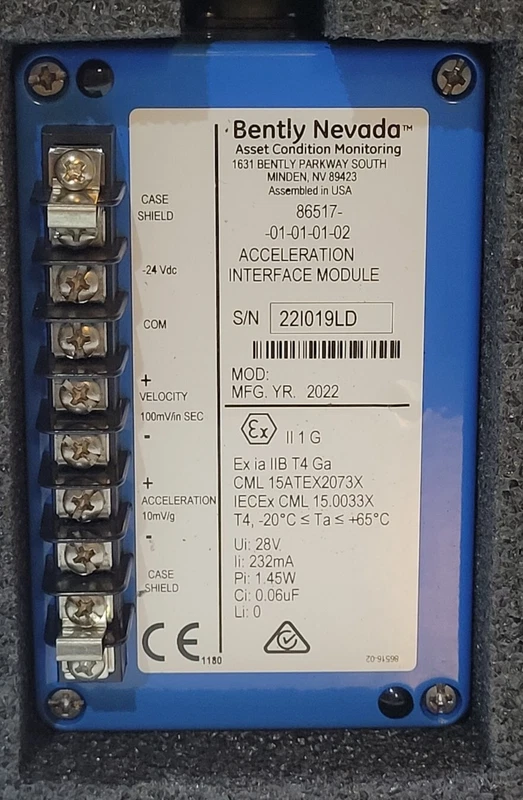 Bently Nevada™
Asset Condition Monitoring
1631 BENTLY PARKWAY SOUTH
MINDEN, NV 89423
Assembled in USA
86517-
-01-01-01-02
ACCELERATION
INTERFACE MODULE
S/N 22I019LD
MOD:
MFG. YR. 2022
Ex II 1 G
Ex ia IIB T4 Ga
CML 15ATEX2073X
IECEx CML 15.0033X
T4, -20°C ≤ Ta ≤ +65°C
Ui: 28V
Ii: 232mA
Pi: 1.45W
Ci: 0.06uF
Li: 0
86516-02
CASE
SHIELD
-24 Vdc
COM
+
VELOCITY
100mV/in SEC
-
+
ACCELERATION
10mV/g
-
CASE
SHIELD
CE 1180